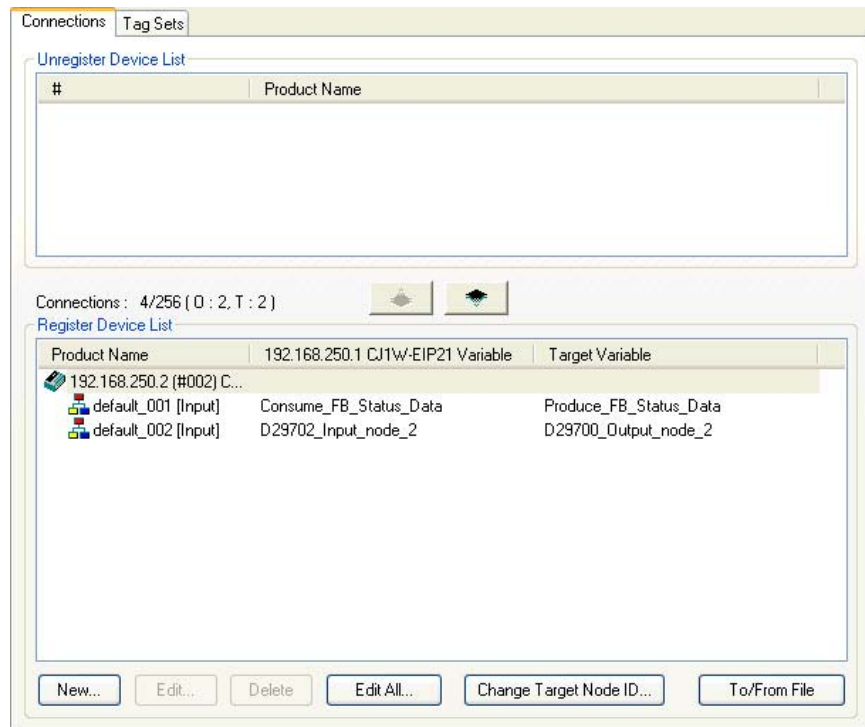 Connections Tag Sets
Unregister Device List
# Product Name
Connections : 4/256 ( O : 2, T : 2 )
Register Device List
Product Name 192.168.250.1 CJ1W-EIP21 Variable Target Variable
192.168.250.2 (#002) C...
default_001 [Input] Consume_FB_Status_Data Produce_FB_Status_Data
default_002 [Input] D29702_Input_node_2 D29700_Output_node_2
New... Edit... Delete Edit All... Change Target Node ID... To/From File